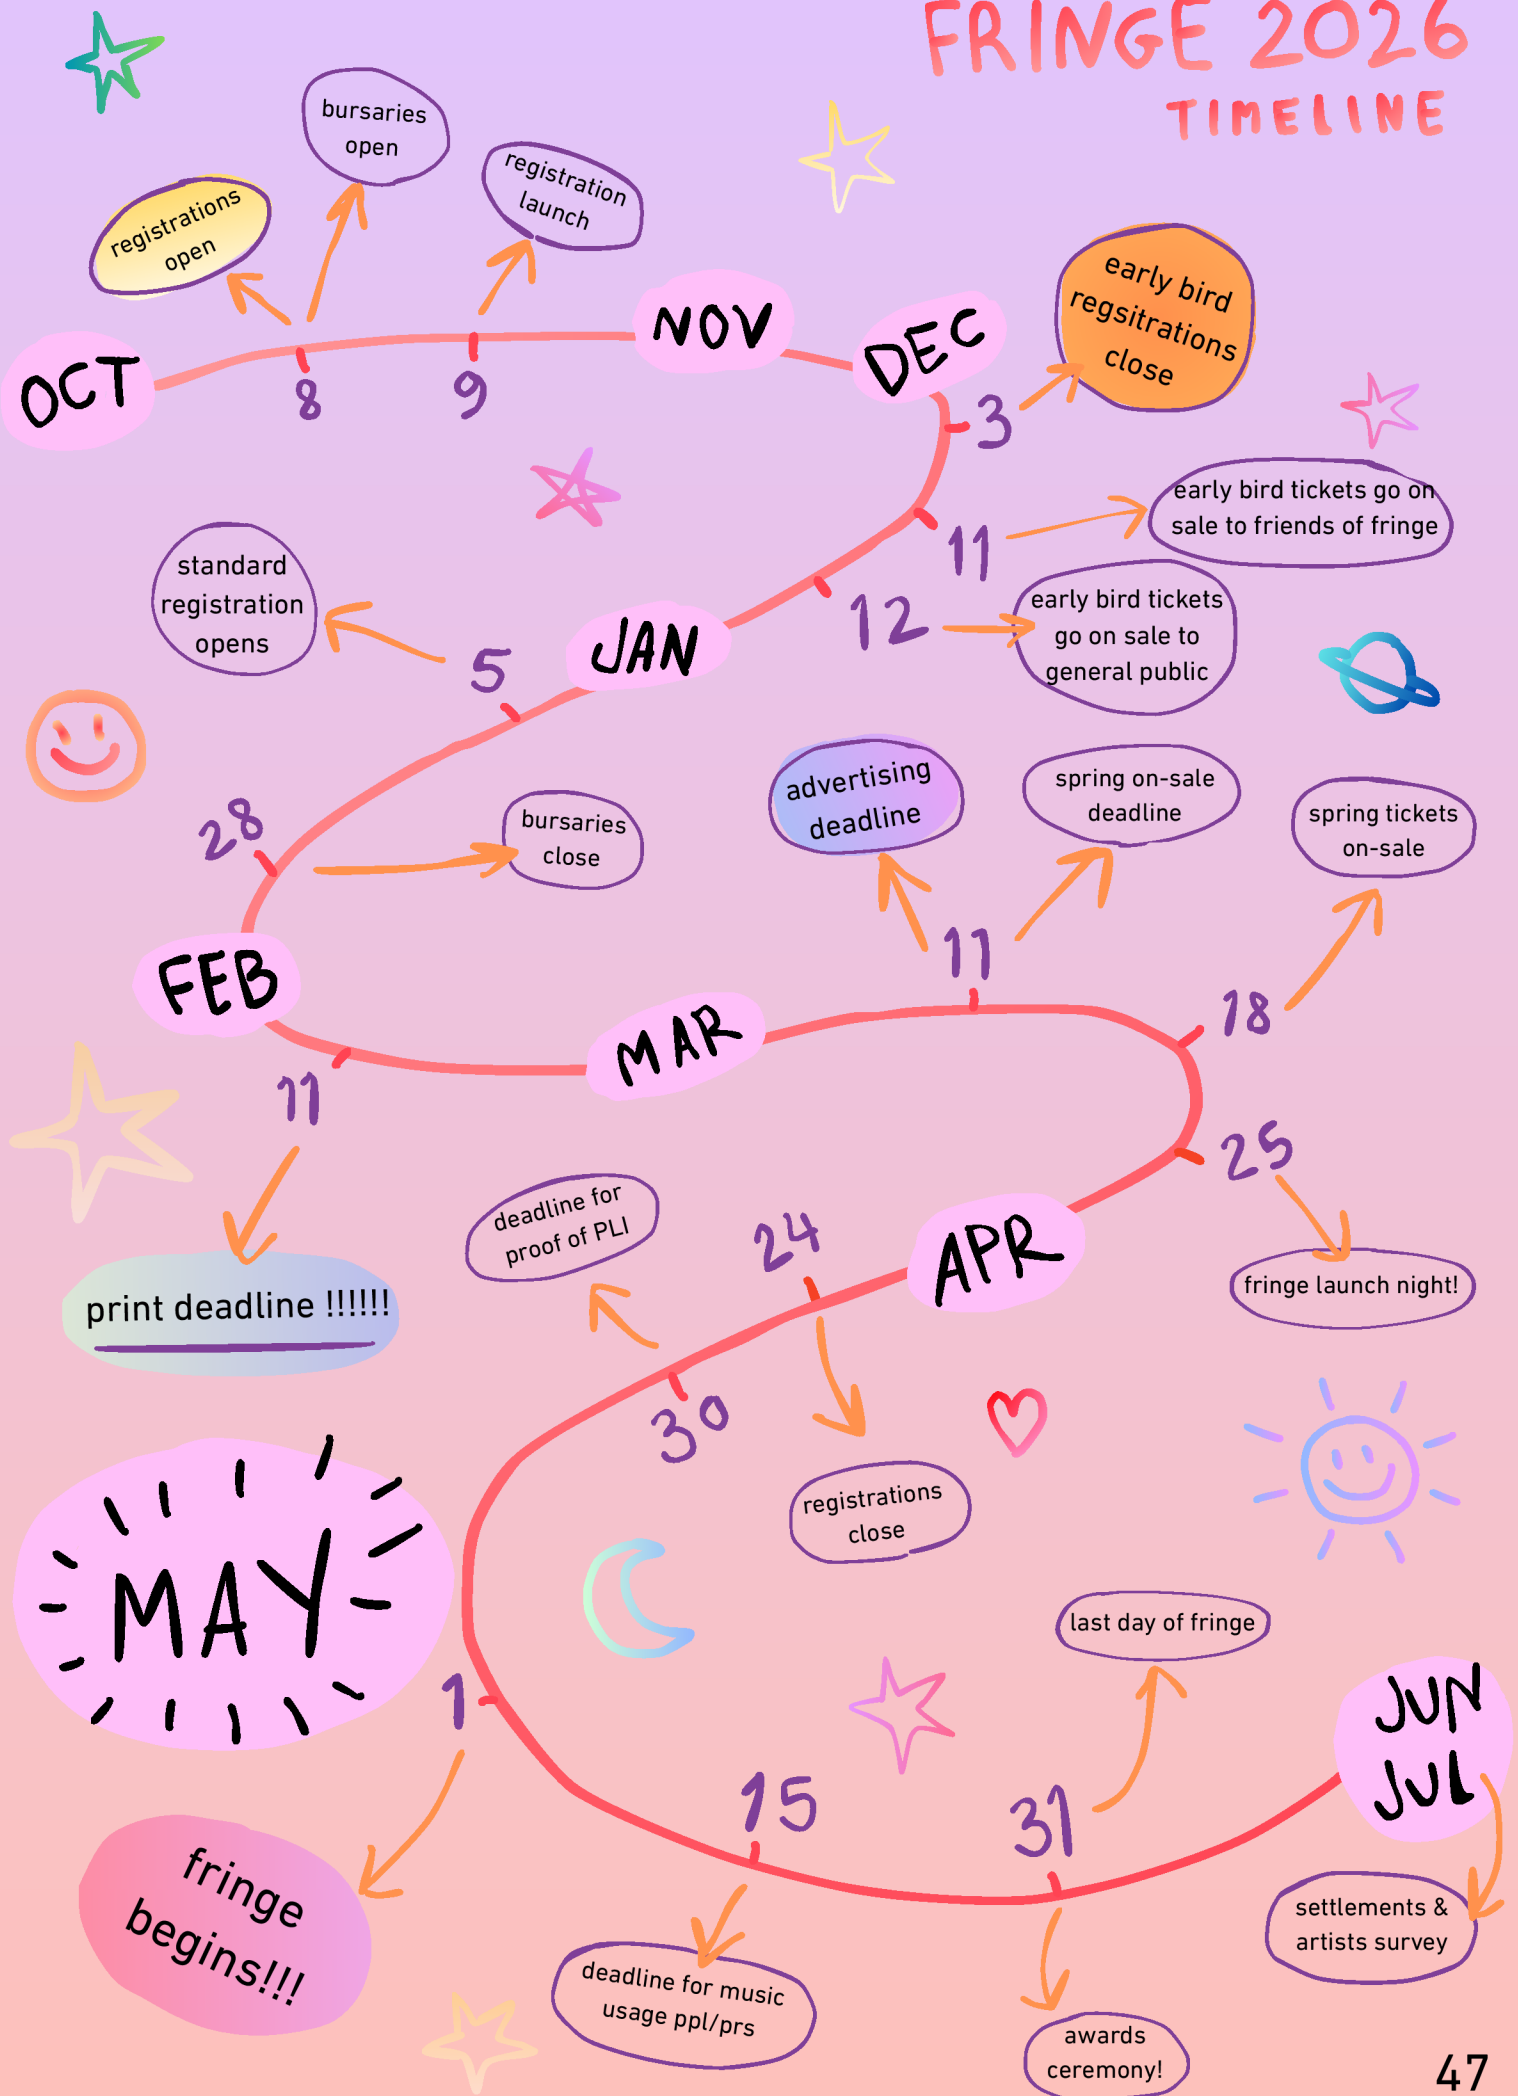 FRINGE 2026
TIMELINE
bursaries
open
registration
launch
registrations
open
OCT
8
9
NOV
DEC
3
early bird
regsitrations
close
11
early bird tickets go on
sale to friends of fringe
12
early bird tickets
go on sale to
general public
JAN
5
standard
registration
opens
28
bursaries
close
FEB
11
print deadline !!!!!!
MAR
11
advertising
deadline
spring on-sale
deadline
18
spring tickets
on-sale
25
fringe launch night!
APR
24
registrations
close
30
deadline for
proof of PLI
MAY
1
fringe
begins!!!
15
deadline for music
usage ppl/prs
31
last day of fringe
awards
ceremony!
JUN
JUL
settlements &
artists survey
47